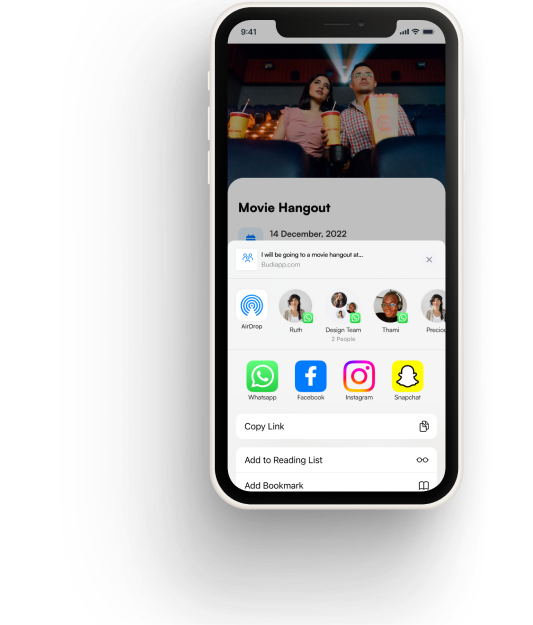 9:41
Movie Hangout
14 December, 2022
I will be going to a movie hangout at...
Budiapp.com
AirDrop
Ruth
Design Team
2 People
Thami
Precio
Whatsapp
Facebook
Instagram
Snapchat
Copy Link
Add to Reading List
Add Bookmark